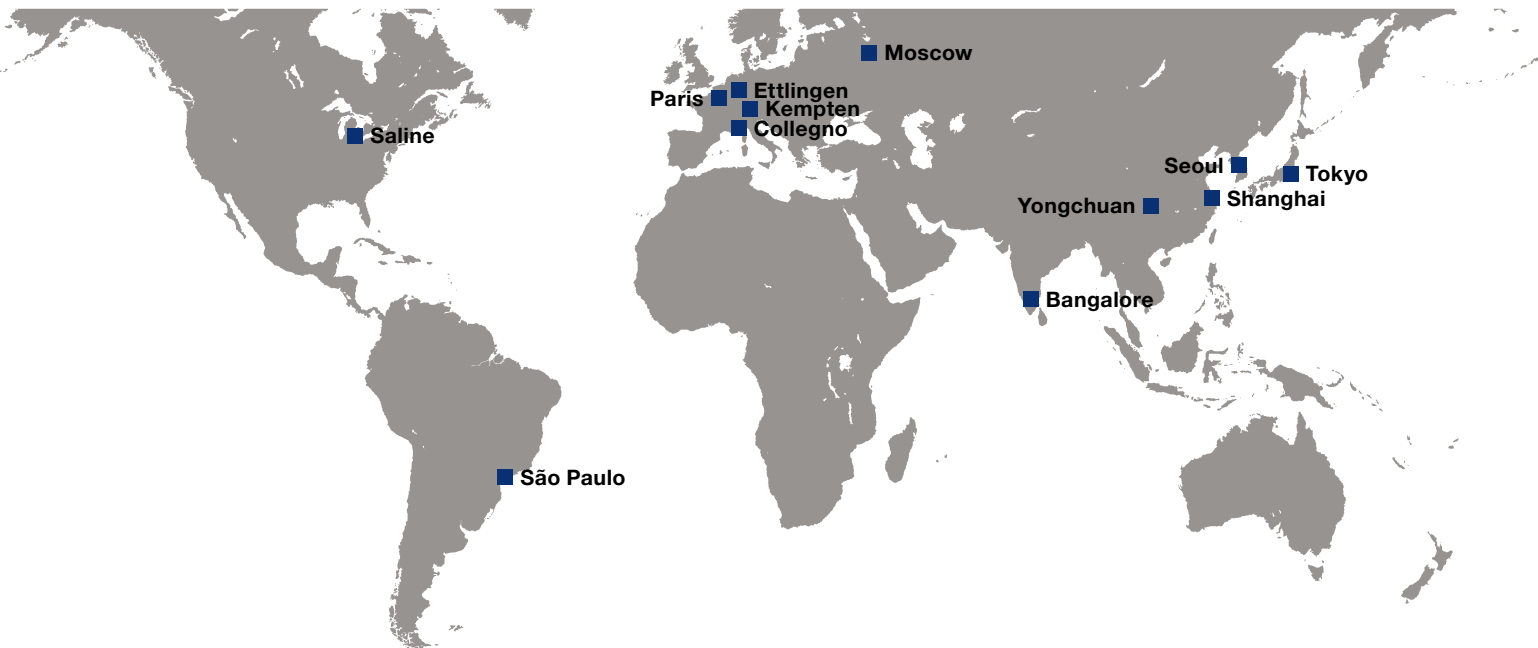 Moscow
Ettlingen
Paris
Kempten
Collegno
Saline
Seoul
Tokyo
Shanghai
Yongchuan
Bangalore
São Paulo